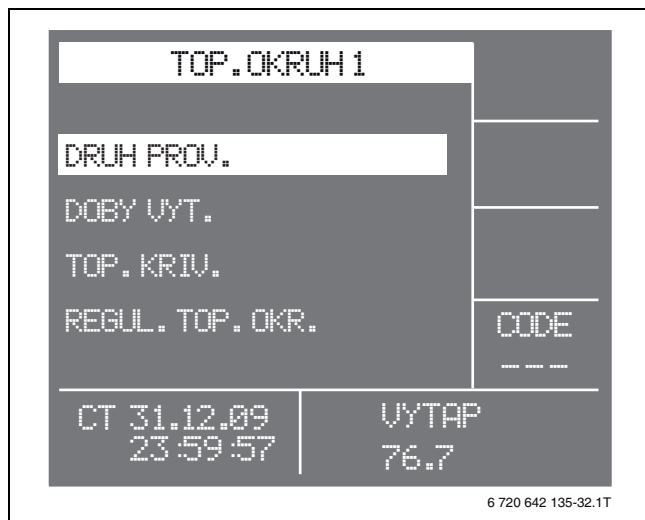 TOP.OKRUH 1
DRUH PROV.
DOBY VYT.
TOP. KRIV.
REGUL. TOP. OKR.
CODE
---
CT 31.12.09
23:59:57
VYTAP
76.7
6 720 642 135-32.1T